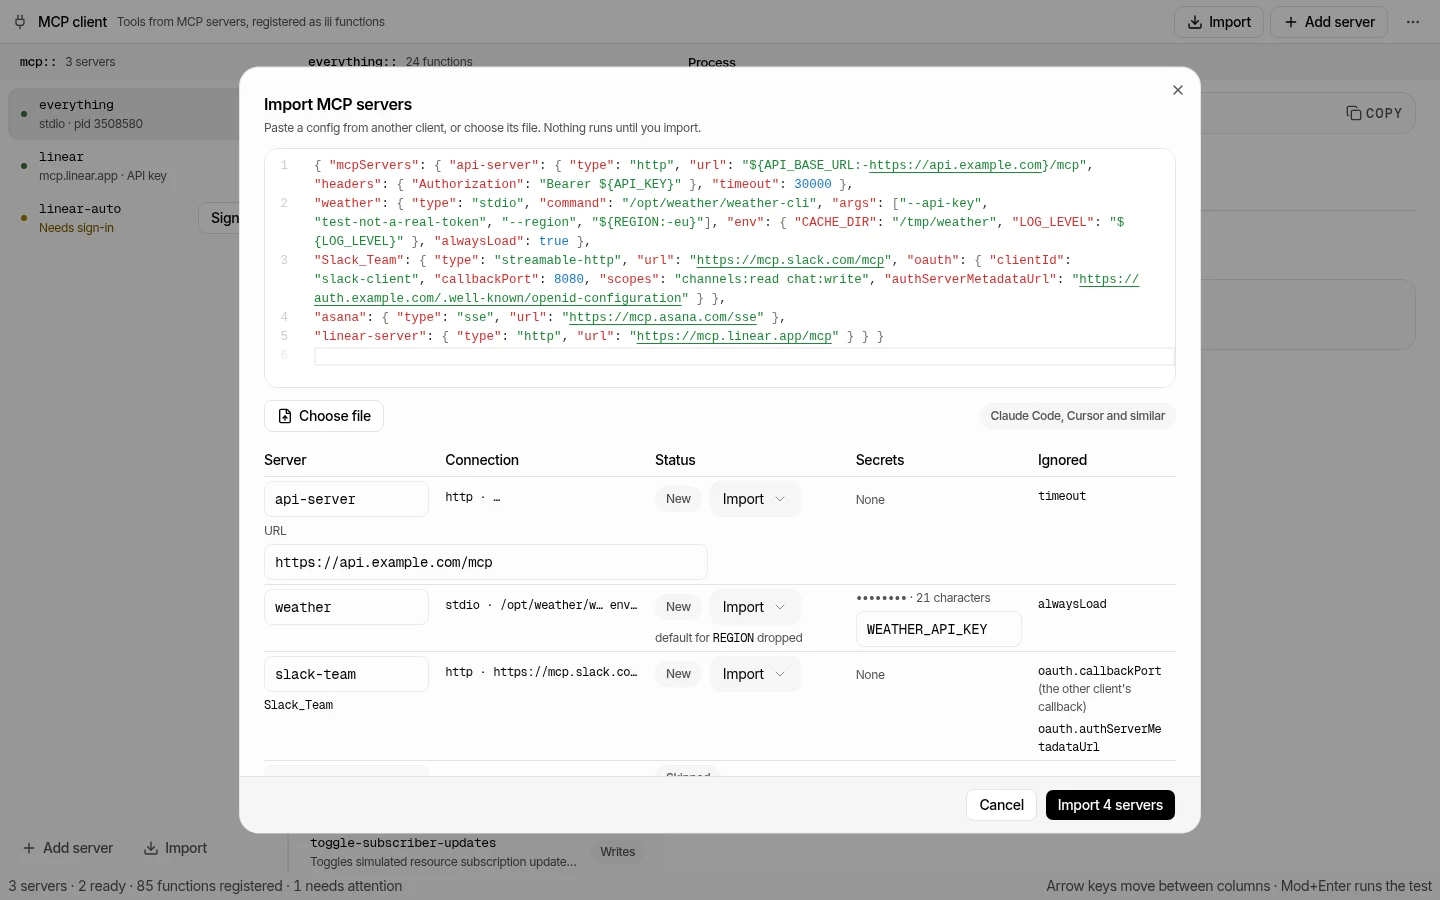 MCP client Tools from MCP servers, registered as iii functions
Import
Add server
mcp:: 3 servers
everything:: 24 functions
Process
everything
stdio · pid 3508580
linear
mcp.linear.app · API key
linear-auto
Needs sign-in
Sign
COPY
Import MCP servers
Paste a config from another client, or choose its file. Nothing runs until you import.
1 { "mcpServers": { "api-server": { "type": "http", "url": "${API_BASE_URL:-https://api.example.com}/mcp",
"headers": { "Authorization": "Bearer ${API_KEY}" }, "timeout": 30000 },
2 "weather": { "type": "stdio", "command": "/opt/weather/weather-cli", "args": ["--api-key",
"test-not-a-real-token", "--region", "${REGION:-eu}"], "env": { "CACHE_DIR": "/tmp/weather", "LOG_LEVEL": "$
{LOG_LEVEL}" }, "alwaysLoad": true },
3 "Slack_Team": { "type": "streamable-http", "url": "https://mcp.slack.com/mcp", "oauth": { "clientId":
"slack-client", "callbackPort": 8080, "scopes": "channels:read chat:write", "authServerMetadataUrl": "https://
auth.example.com/.well-known/openid-configuration" } },
4 "asana": { "type": "sse", "url": "https://mcp.asana.com/sse" },
5 "linear-server": { "type": "http", "url": "https://mcp.linear.app/mcp" } } }
6
Choose file
Claude Code, Cursor and similar
Server Connection Status Secrets Ignored
api-server http · … New Import None timeout
URL
https://api.example.com/mcp
weather stdio · /opt/weather/w… env… New Import •••••••• · 21 characters alwaysLoad
default for REGION dropped WEATHER_API_KEY
slack-team http · https://mcp.slack.co… New Import None oauth.callbackPort
(the other client's
Slack_Team callback)
oauth.authServerMe
tadataUrl
Skipped
Cancel
Import 4 servers
Add server
Import
toggle-subscriber-updates
Toggles simulated resource subscription update…
Writes
3 servers · 2 ready · 85 functions registered · 1 needs attention
Arrow keys move between columns · Mod+Enter runs the test